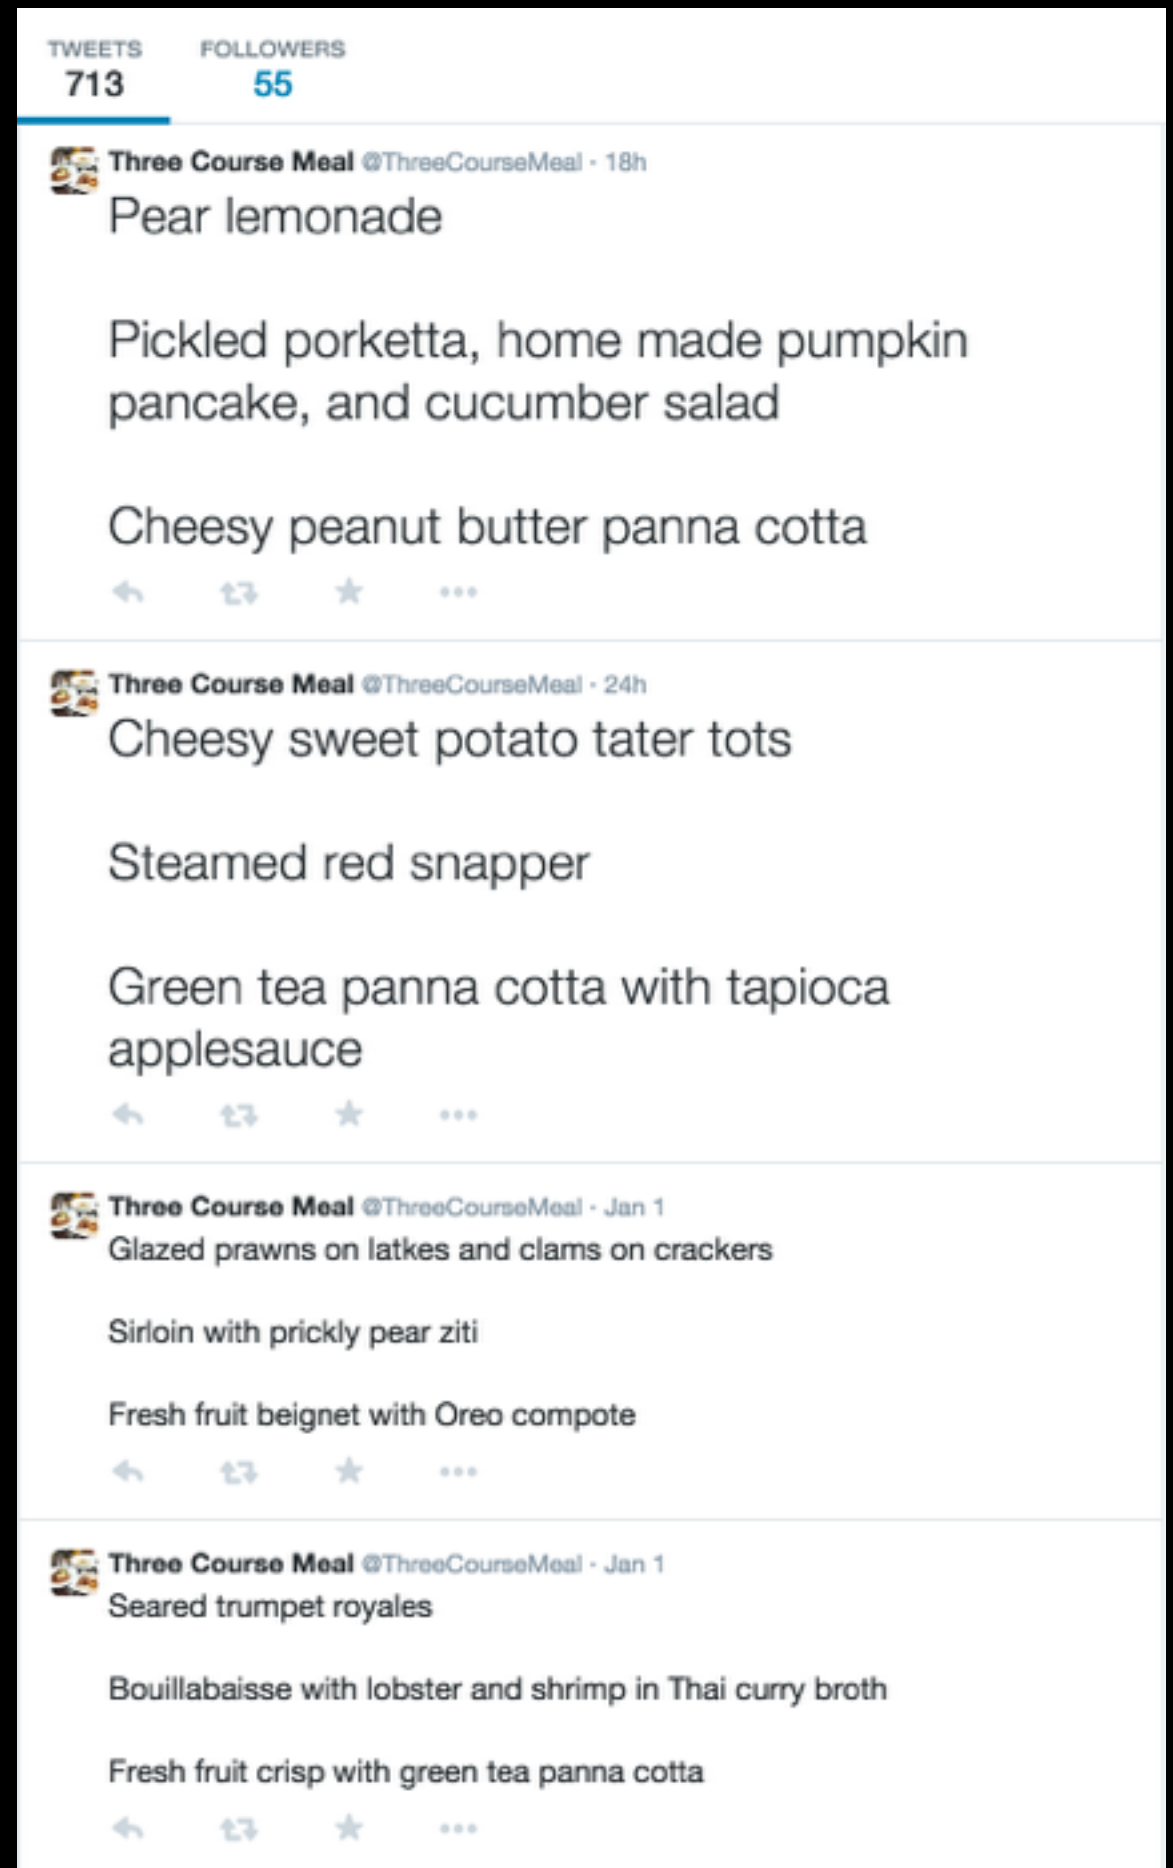 TWEETS FOLLOWERS
713 55
Three Course Meal @ThreeCourseMeal · 18h
Pear lemonade
Pickled porketta, home made pumpkin
pancake, and cucumber salad
Cheesy peanut butter panna cotta
Three Course Meal @ThreeCourseMeal · 24h
Cheesy sweet potato tater tots
Steamed red snapper
Green tea panna cotta with tapioca
applesauce
Three Course Meal @ThreeCourseMeal · Jan 1
Glazed prawns on latkes and clams on crackers
Sirloin with prickly pear ziti
Fresh fruit beignet with Oreo compote
Three Course Meal @ThreeCourseMeal · Jan 1
Seared trumpet royales
Bouillabaisse with lobster and shrimp in Thai curry broth
Fresh fruit crisp with green tea panna cotta